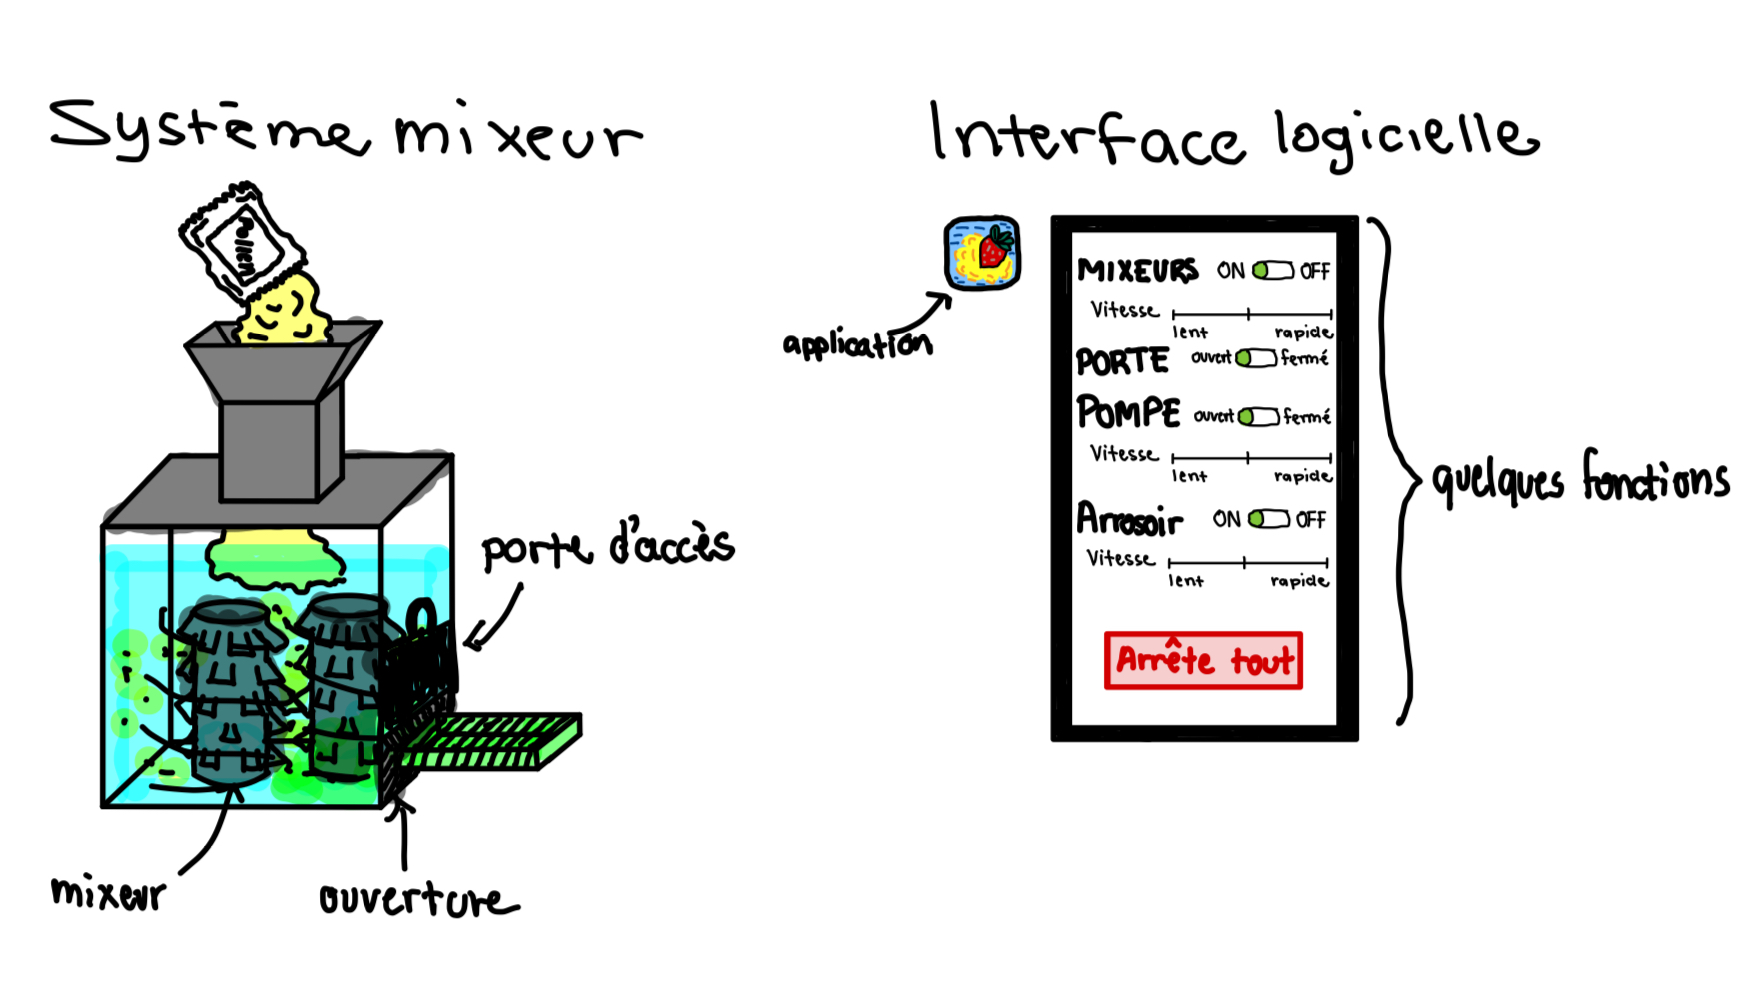 Système mixeur
Pollen
porte d'accès
mixeur
ouverture
Interface logicielle
application
MIXEURS ON OFF
Vitesse
lent rapide
PORTE ouvert fermé
POMPE ouvert fermé
Vitesse
lent rapide
Arrosoir ON OFF
Vitesse
lent rapide
Arrête tout
quelques fonctions